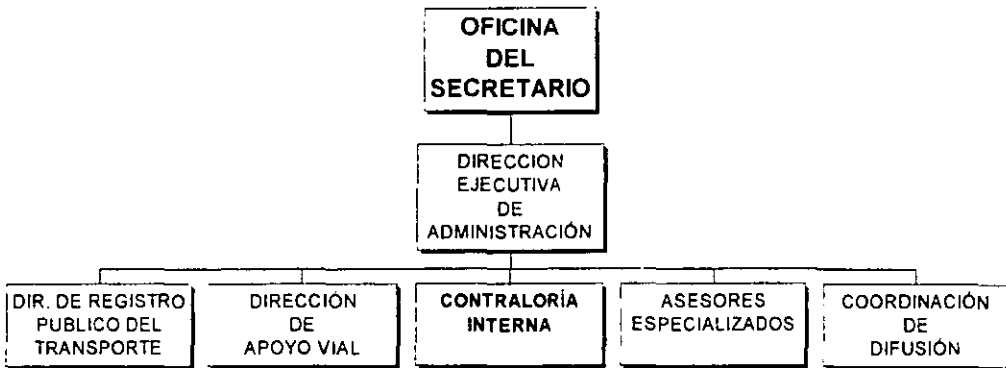 OFICINA
DEL
SECRETARIO
DIRECCION
EJECUTIVA
DE
ADMINISTRACIÓN
DIR. DE REGISTRO
PUBLICO DEL
TRANSPORTE
DIRECCIÓN
DE
APOYO VIAL
CONTRALORÍA
INTERNA
ASESORES
ESPECIALIZADOS
COORDINACIÓN
DE
DIFUSIÓN